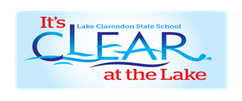 It's
Lake Clarendon State School
CLEAR
at the Lake